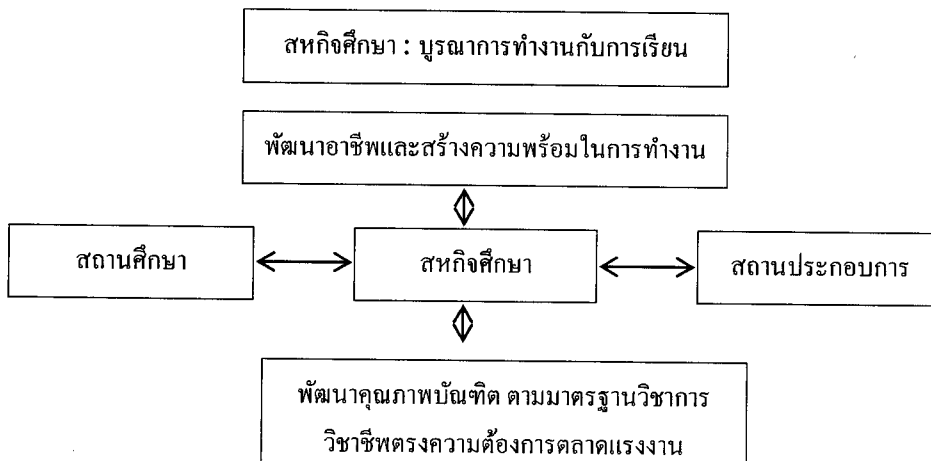 สหกิจศึกษา : บูรณาการทำงานกับการเรียน
พัฒนาอาชีพและสร้างความพร้อมในการทำงาน
สถานศึกษา
สหกิจศึกษา
สถานประกอบการ
พัฒนาคุณภาพบัณฑิต ตามมาตรฐานวิชาการ
วิชาชีพตรงความต้องการตลาดแรงงาน